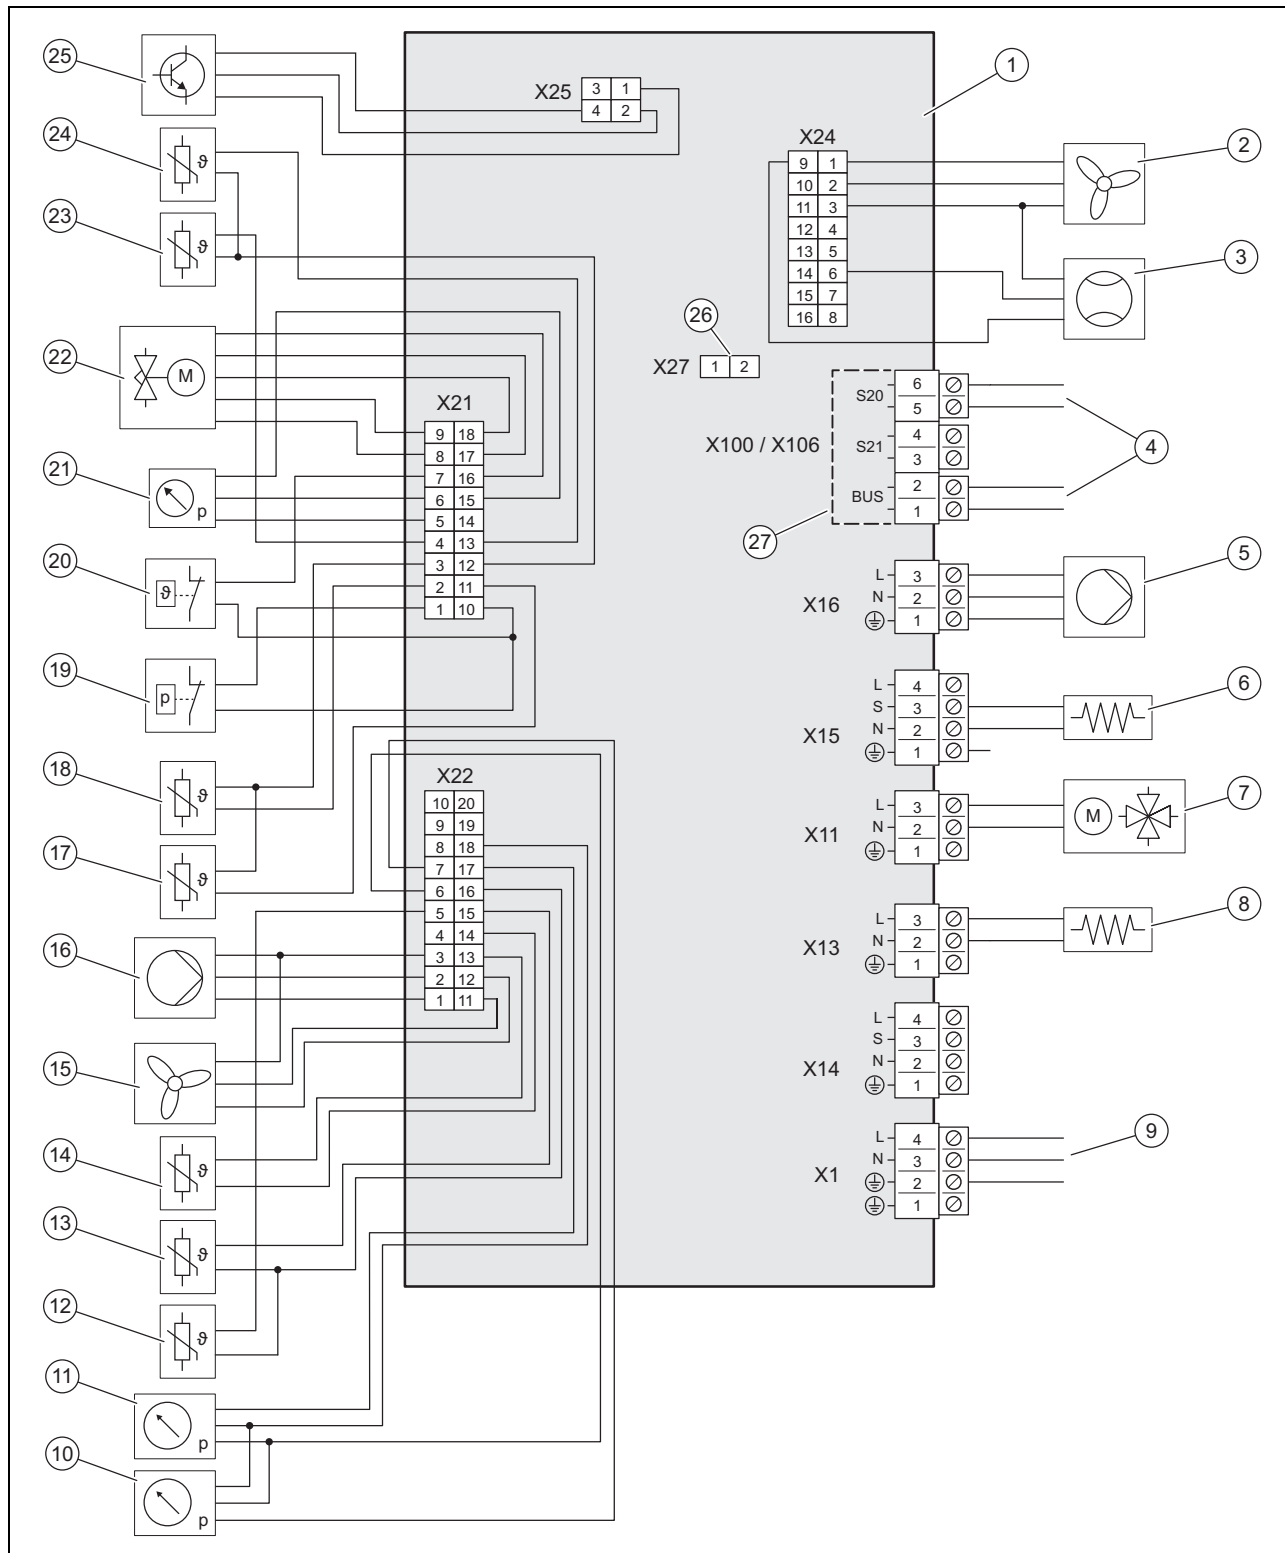 25
24
23
22
21
20
19
18
17
16
15
14
13
12
11
10
ϑ
ϑ
M
p
ϑ
p
ϑ
ϑ
ϑ
ϑ
ϑ
p
p
X25
3 1
4 2
X21
9 18
8 17
7 16
6 15
5 14
4 13
3 12
2 11
1 10
X22
10 20
9 19
8 18
7 17
6 16
5 15
4 14
3 13
2 12
1 11
X24
9 1
10 2
11 3
12 4
13 5
14 6
15 7
16 8
26
X27 1 2
X100 / X106
S20
6
5
S21
4
3
BUS
2
1
27
X16
L 3
N 2
1
X15
L 4
S 3
N 2
1
X11
L 3
N 2
1
X13
L 3
N 2
1
X14
L 4
S 3
N 2
1
X1
L 4
N 3
2
1
1
2
3
4
5
6
M
7
8
9